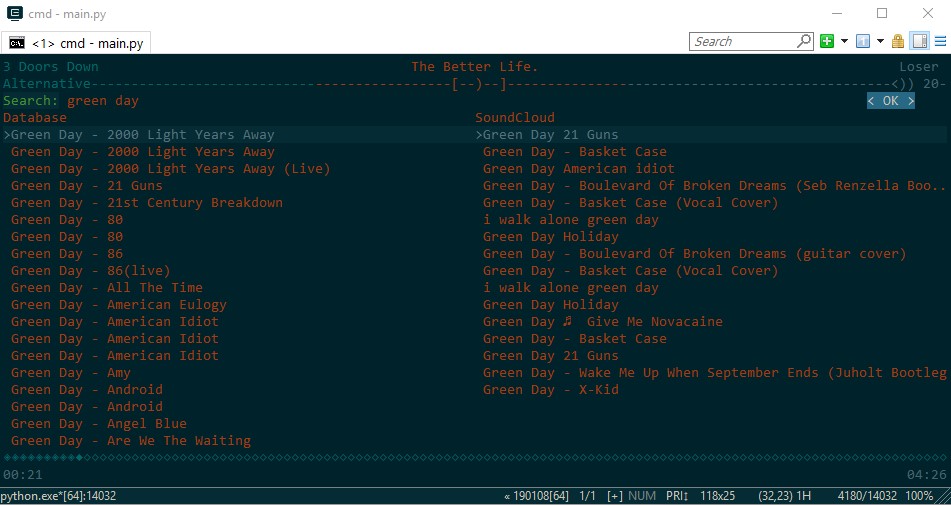 cmd - main.py
<1> cmd - main.py
Search
3 Doors Down The Better Life. Loser
Alternative-----------------------------------------------[--)--]------------------------------------------------<)) 20-
Search: green day < OK >
Database SoundCloud
>Green Day - 2000 Light Years Away >Green Day 21 Guns
Green Day - 2000 Light Years Away Green Day - Basket Case
Green Day - 2000 Light Years Away (Live) Green Day American idiot
Green Day - 21 Guns Green Day - Boulevard Of Broken Dreams (Seb Renzella Boo..
Green Day - 21st Century Breakdown Green Day - Basket Case (Vocal Cover)
Green Day - 80 i walk alone green day
Green Day - 80 Green Day Holiday
Green Day - 86 Green Day - Boulevard Of Broken Dreams (guitar cover)
Green Day - 86(live) Green Day - Basket Case (Vocal Cover)
Green Day - All The Time i walk alone green day
Green Day - American Eulogy Green Day Holiday
Green Day - American Idiot Green Day ♬ Give Me Novacaine
Green Day - American Idiot Green Day - Basket Case
Green Day - American Idiot Green Day 21 Guns
Green Day - Amy Green Day - Wake Me Up When September Ends (Juholt Bootleg
Green Day - Android Green Day - X-Kid
Green Day - Android
Green Day - Angel Blue
Green Day - Are We The Waiting
00:21 04:26
python.exe*[64]:14032 « 190108[64] 1/1 [+] NUM PRI↕ 118x25 (32,23) 1H 4180/14032 100%